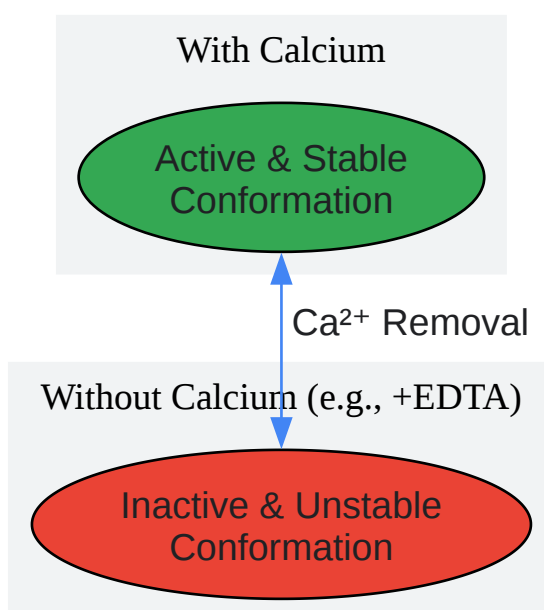 With Calcium
Active & Stable
Conformation
Ca²⁺ Removal
Without Calcium (e.g., +EDTA)
Inactive & Unstable
Conformation